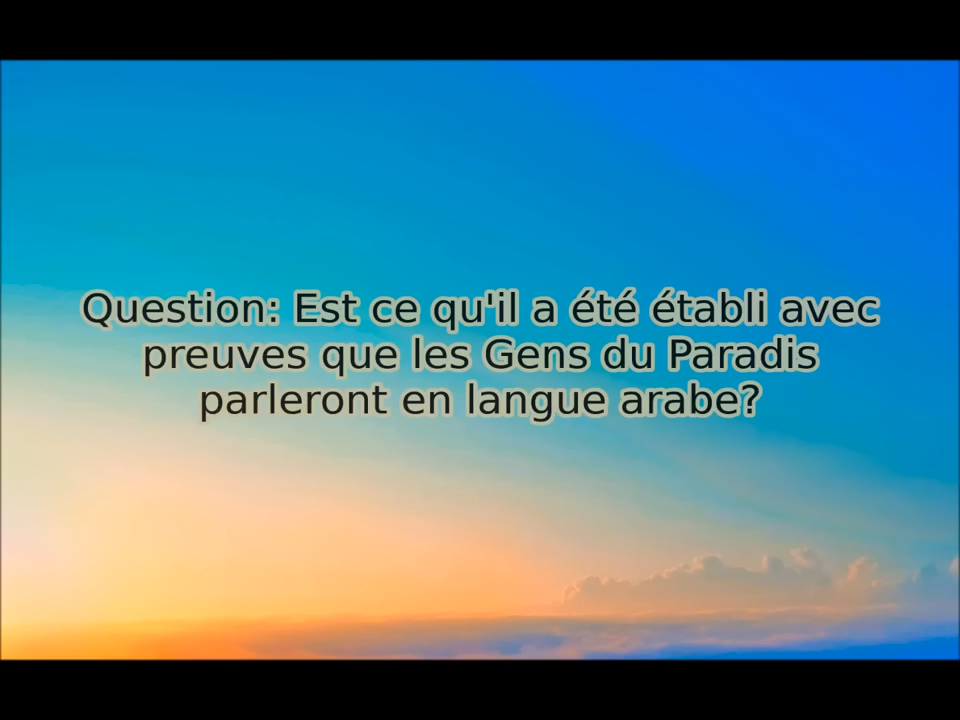 Question: Est ce qu'il a été établi avec
preuves que les Gens du Paradis
parleront en langue arabe?